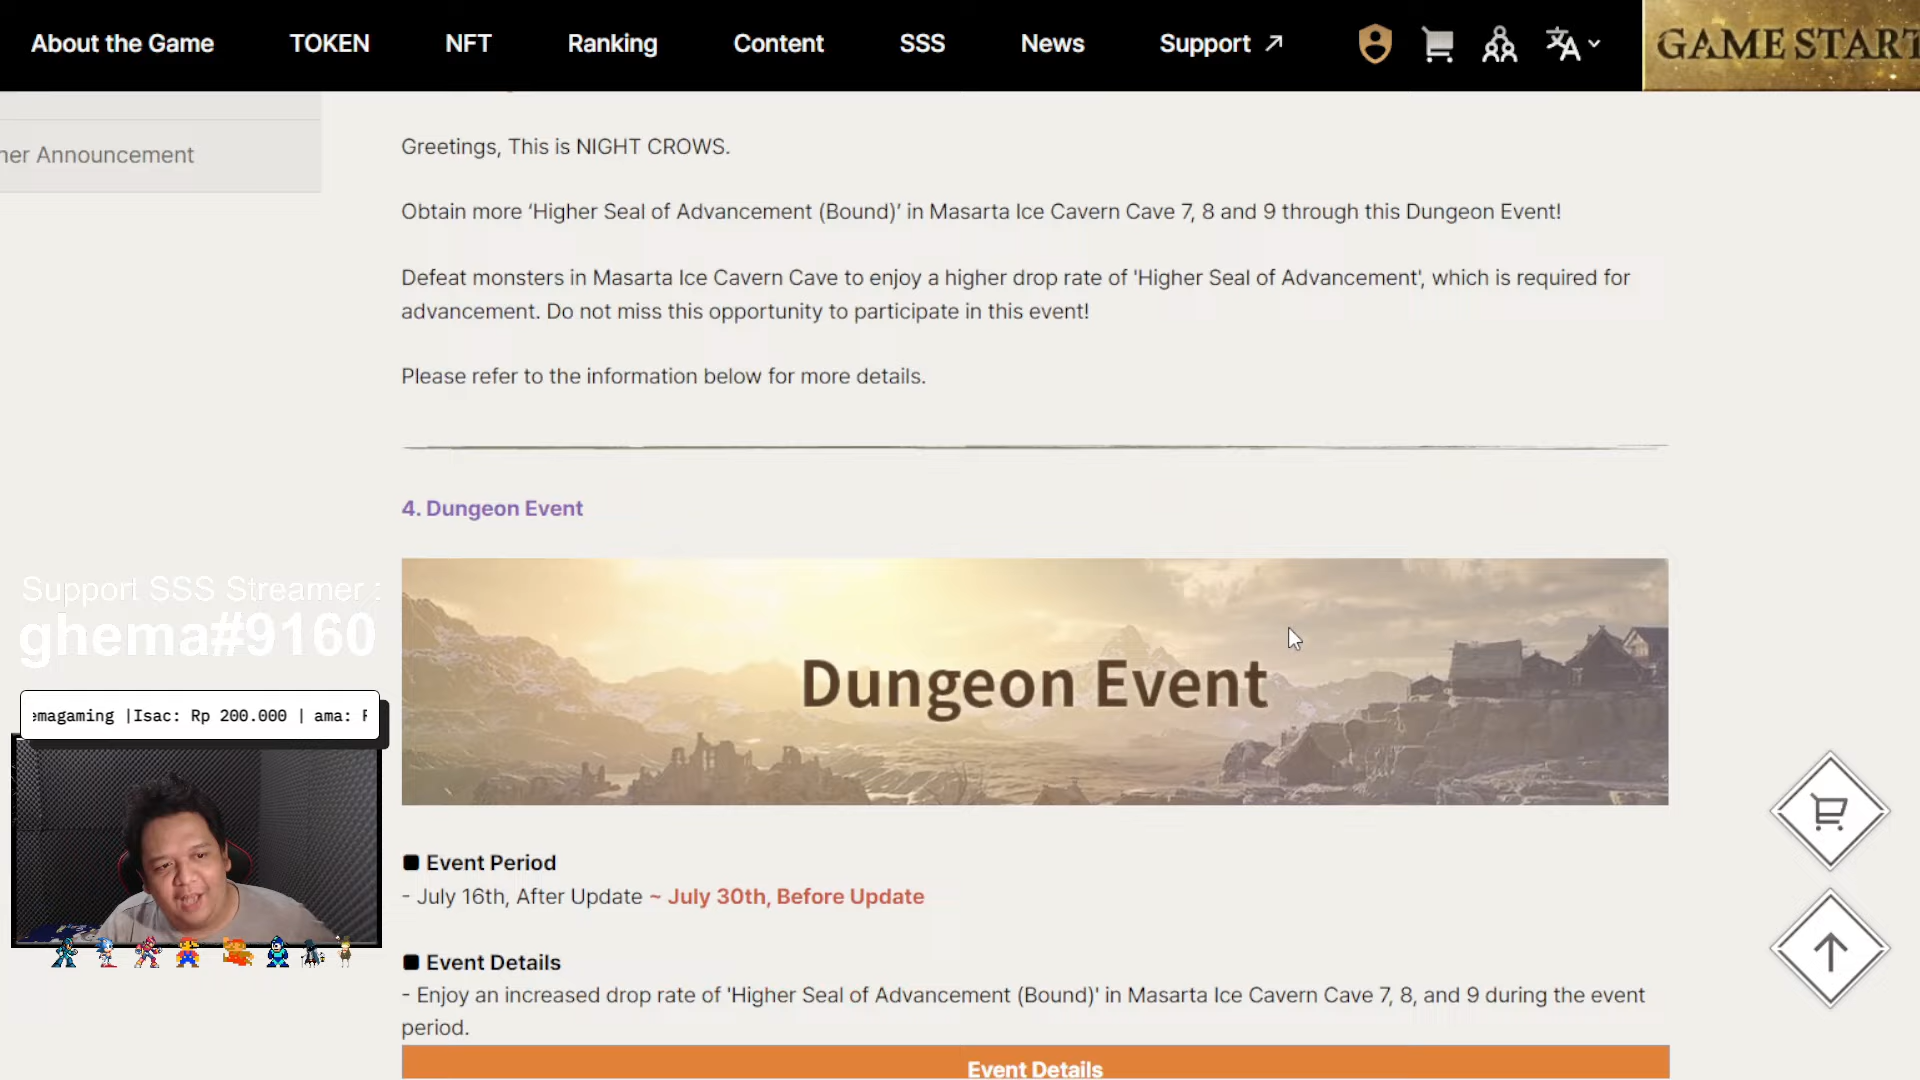 About the Game TOKEN NFT Ranking Content SSS News Support
GAME START
Announcement
Greetings, This is NIGHT CROWS.
Obtain more ‘Higher Seal of Advancement (Bound)’ in Masarta Ice Cavern Cave 7, 8 and 9 through this Dungeon Event!
Defeat monsters in Masarta Ice Cavern Cave to enjoy a higher drop rate of 'Higher Seal of Advancement', which is required for
advancement. Do not miss this opportunity to participate in this event!
Please refer to the information below for more details.
4. Dungeon Event
Dungeon Event
Support SSS Streamer :
ghema#9160
emagaming |Isac: Rp 200.000 | ama:
■ Event Period
- July 16th, After Update ~ July 30th, Before Update
■ Event Details
- Enjoy an increased drop rate of 'Higher Seal of Advancement (Bound)' in Masarta Ice Cavern Cave 7, 8, and 9 during the event
period.
Event Details